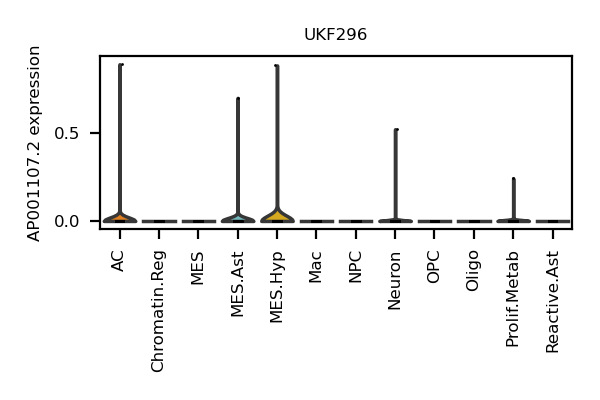 UKF296
AP001107.2 expression
0.5
0.0
AC
Chromatin.Reg
MES
MES.Ast
MES.Hyp
Mac
NPC
Neuron
OPC
Oligo
Prolif.Metab
Reactive.Ast